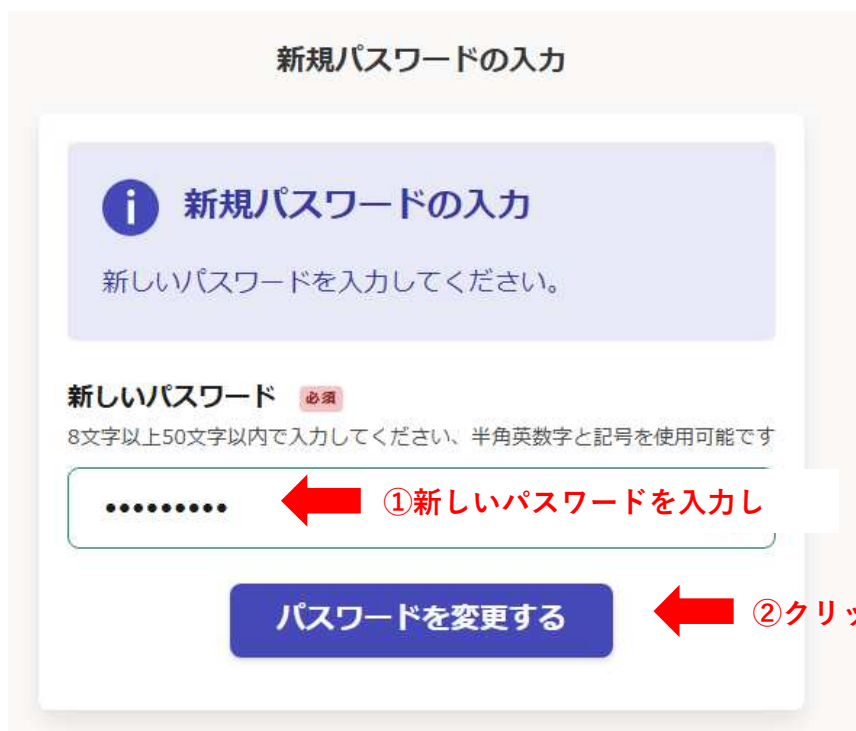 新規パスワードの入力
i 新規パスワードの入力
新しいパスワードを入力してください。
新しいパスワード 必須
8文字以上50文字以内で入力してください、半角英数字と記号を使用可能です
••••••••• ①新しいパスワードを入力し
パスワードを変更する ②クリッ